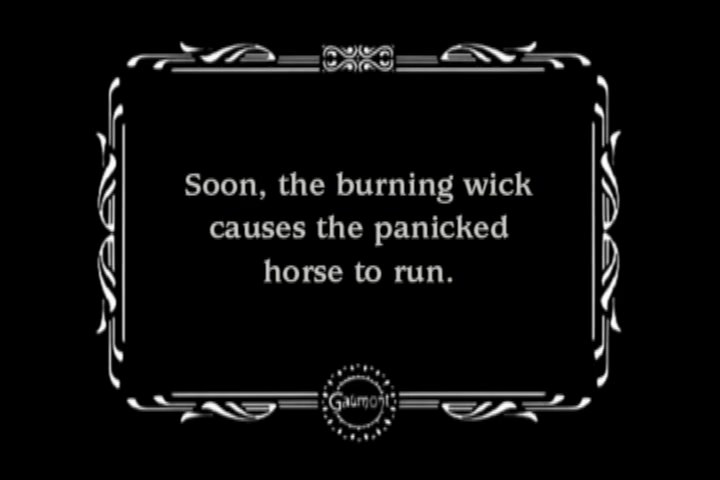 Soon, the burning wick
causes the panicked
horse to run.
Gaumont